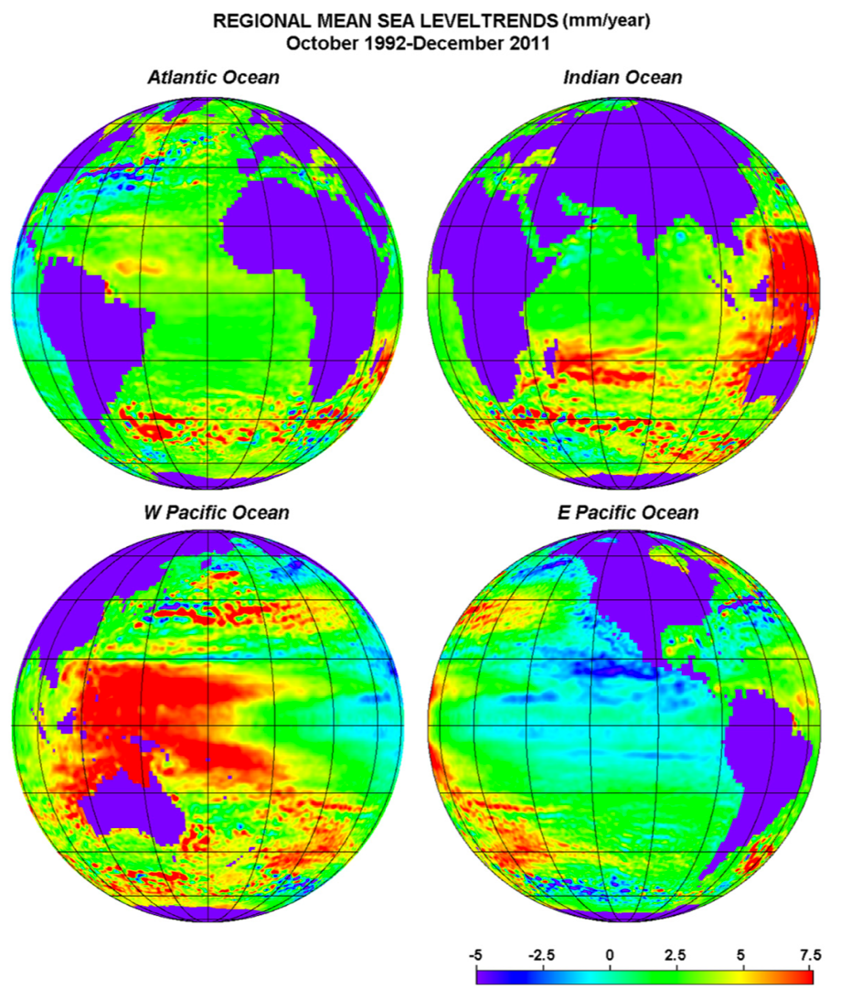 REGIONAL MEAN SEA LEVELTRENDS (mm/year)
October 1992-December 2011
Atlantic Ocean
Indian Ocean
W Pacific Ocean
E Pacific Ocean
-5 -2.5 0 2.5 5 7.5